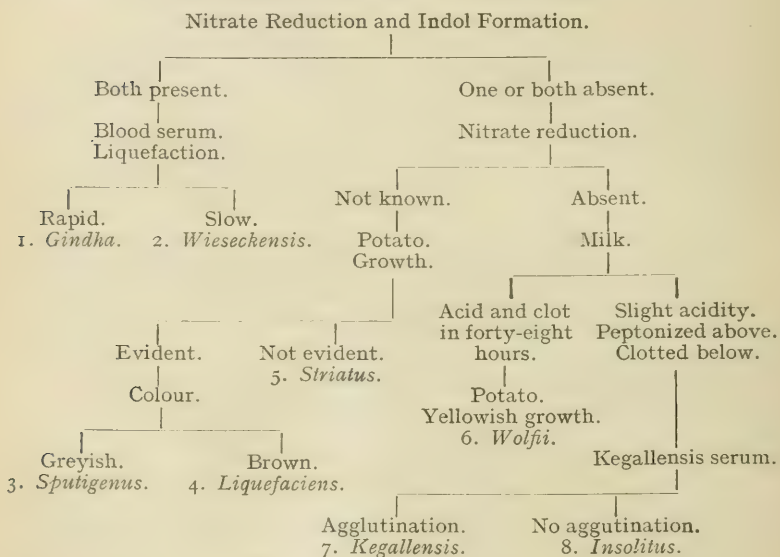 Nitrate Reduction and Indol Formation.
Both present.
One or both absent.
Blood serum.
Liquefaction.
Nitrate reduction.
Rapid.
1. Gindha.
Slow.
2. Wieseckensis.
Not known.
Absent.
Potato.
Growth.
Milk.
Evident.
Not evident.
5. Striatus.
Acid and clot
in forty-eight
hours.
Slight acidity.
Peptonized above.
Clotted below.
Colour.
Potato.
Yellowish growth.
6. Wolfii.
Greyish.
3. Sputigenus.
Brown.
4. Liquefaciens.
Kegallensis serum.
Agglutination.
7. Kegallensis.
No aggutination.
8. Insolitus.